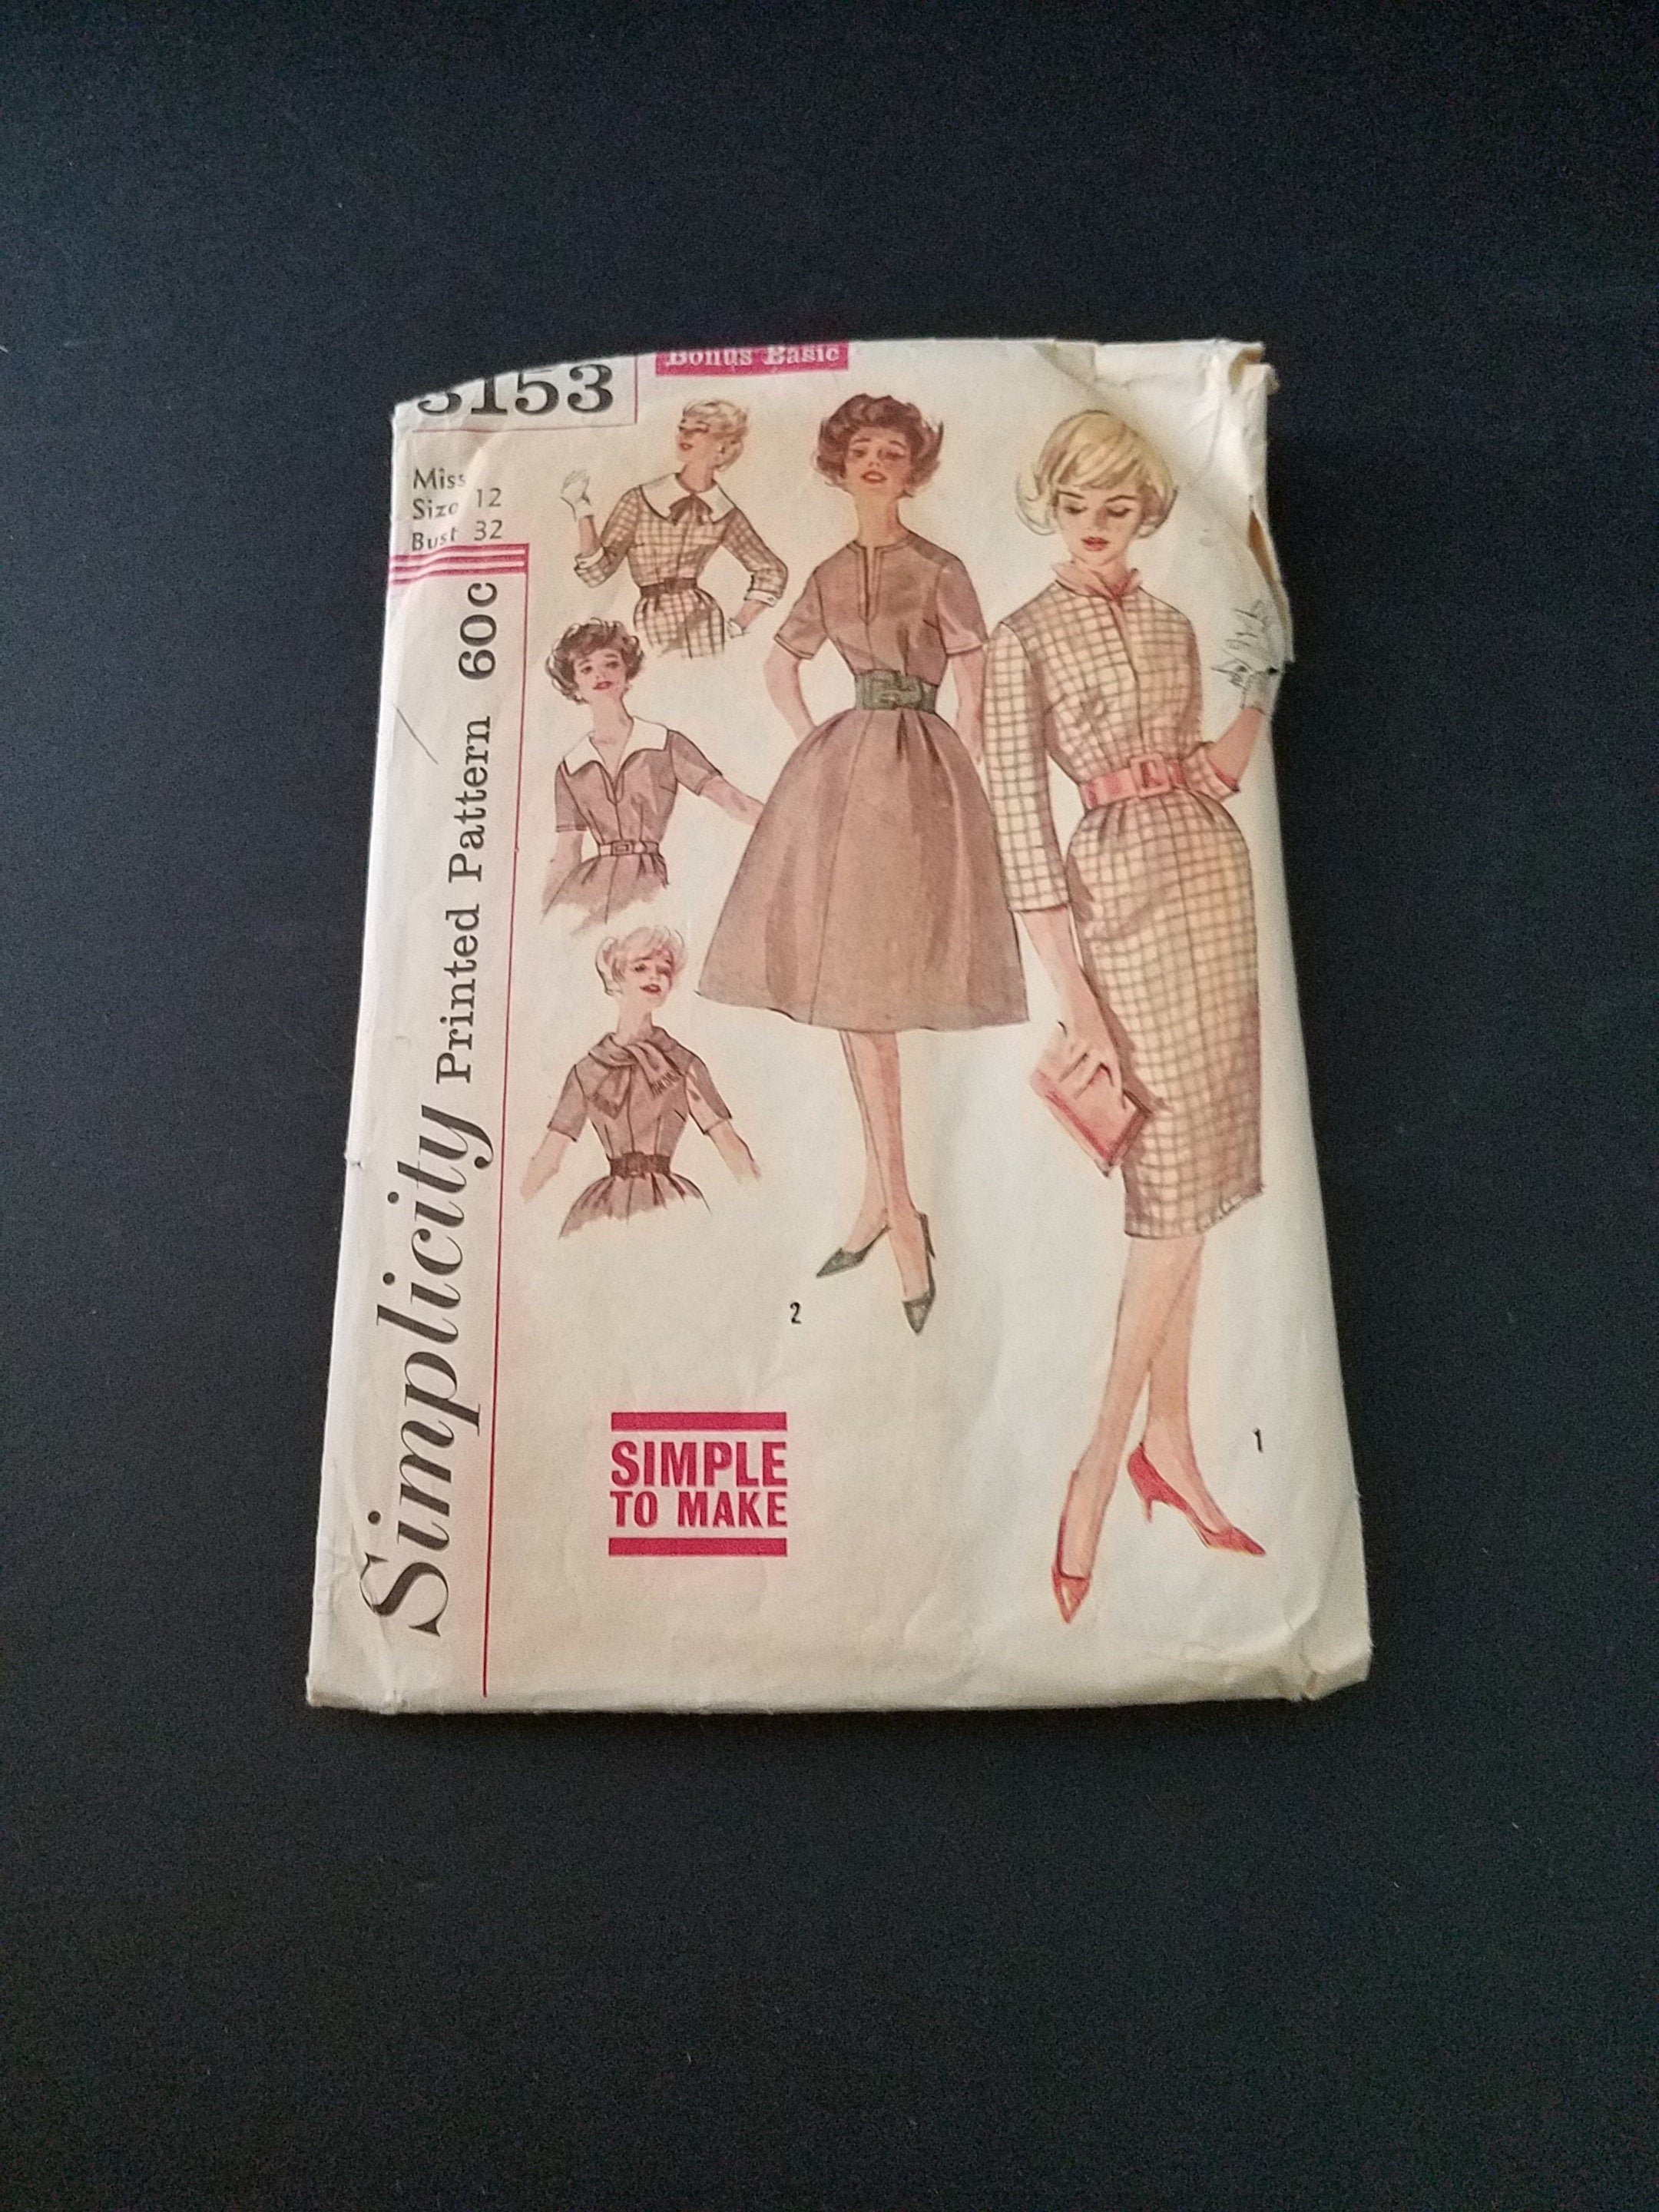 3153
Bonus Basic
Miss
Size 12
Bust 32
Simplicity Printed Pattern 60c
2
1
SIMPLE
TO MAKE